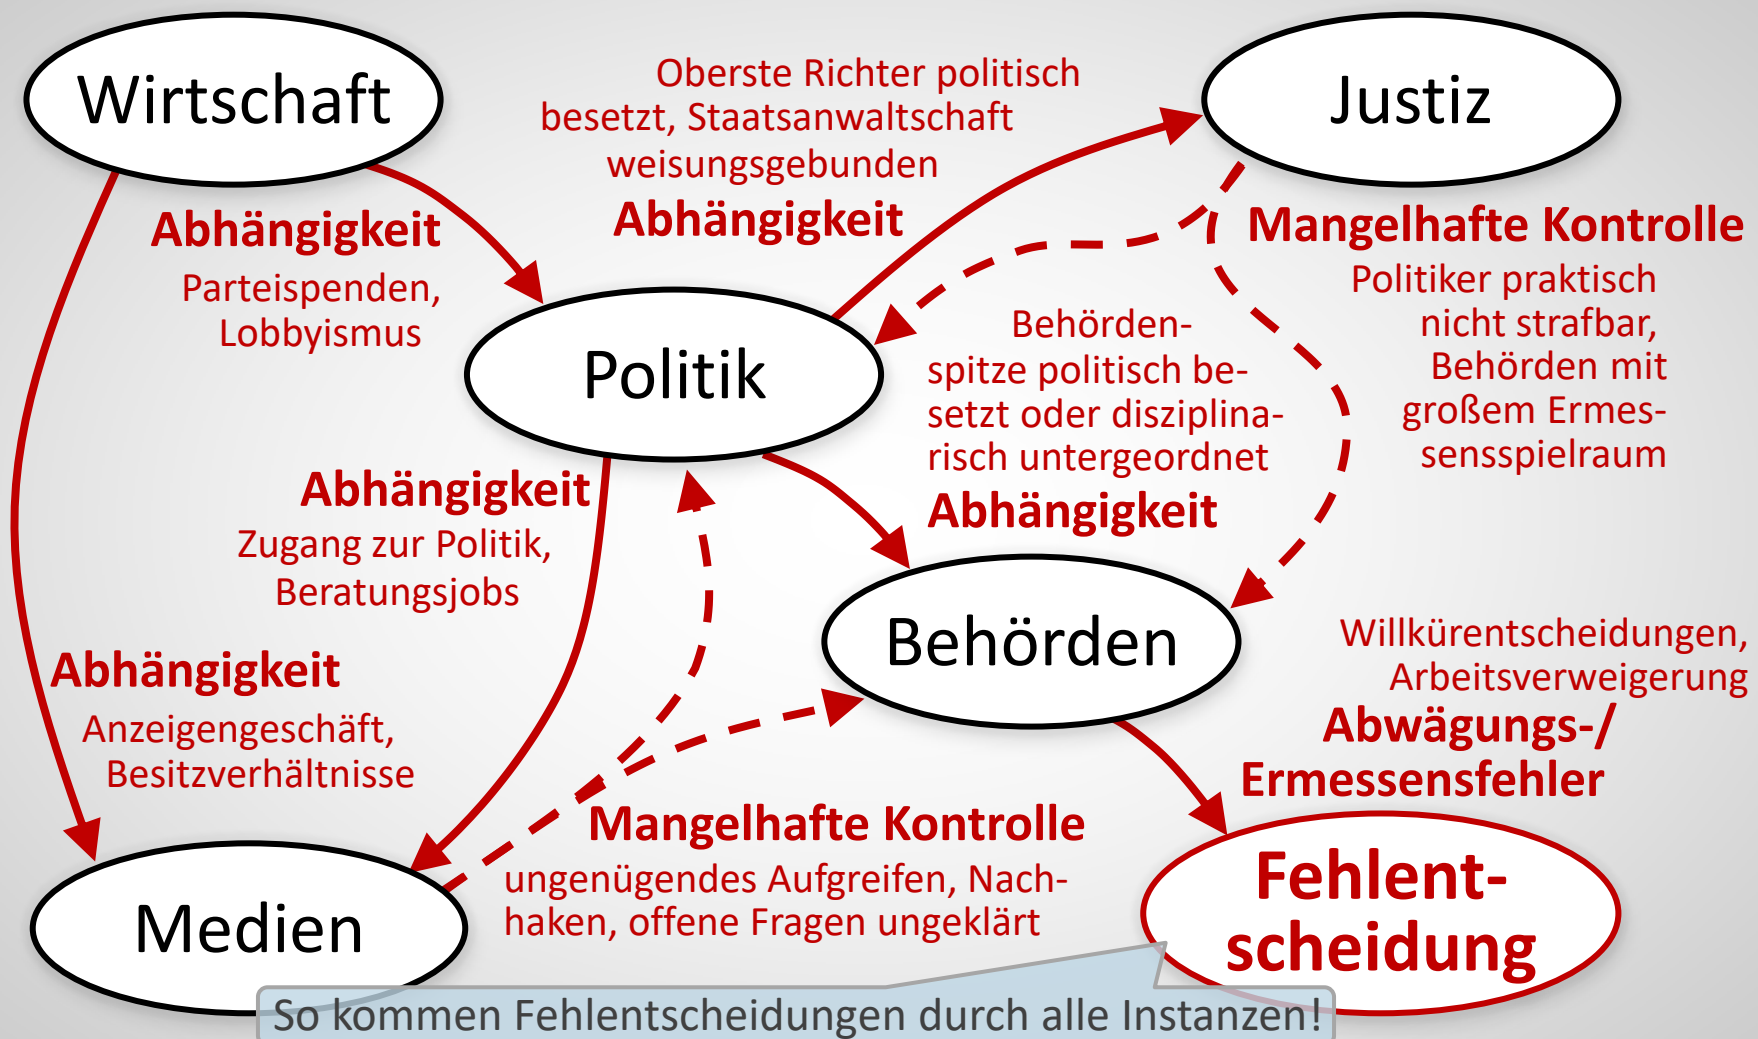 Wirtschaft
Oberste Richter politisch
besetzt, Staatsanwaltschaft
weisungsgebunden
Abhängigkeit
Justiz
Abhängigkeit
Parteispenden,
Lobbyismus
Mangelhafte Kontrolle
Politiker praktisch
nicht strafbar,
Behörden mit
großem Ermes-
sensspielraum
Politik
Behörden-
spitze politisch be-
setzt oder disziplina-
risch untergeordnet
Abhängigkeit
Abhängigkeit
Zugang zur Politik,
Beratungsjobs
Behörden
Abhängigkeit
Anzeigengeschäft,
Besitzverhältnisse
Willkürentscheidungen,
Arbeitsverweigerung
Abwägungs-/
Ermessensfehler
Mangelhafte Kontrolle
ungenügendes Aufgreifen, Nach-
haken, offene Fragen ungeklärt
Medien
Fehlent-
scheidung
So kommen Fehlentscheidungen durch alle Instanzen!